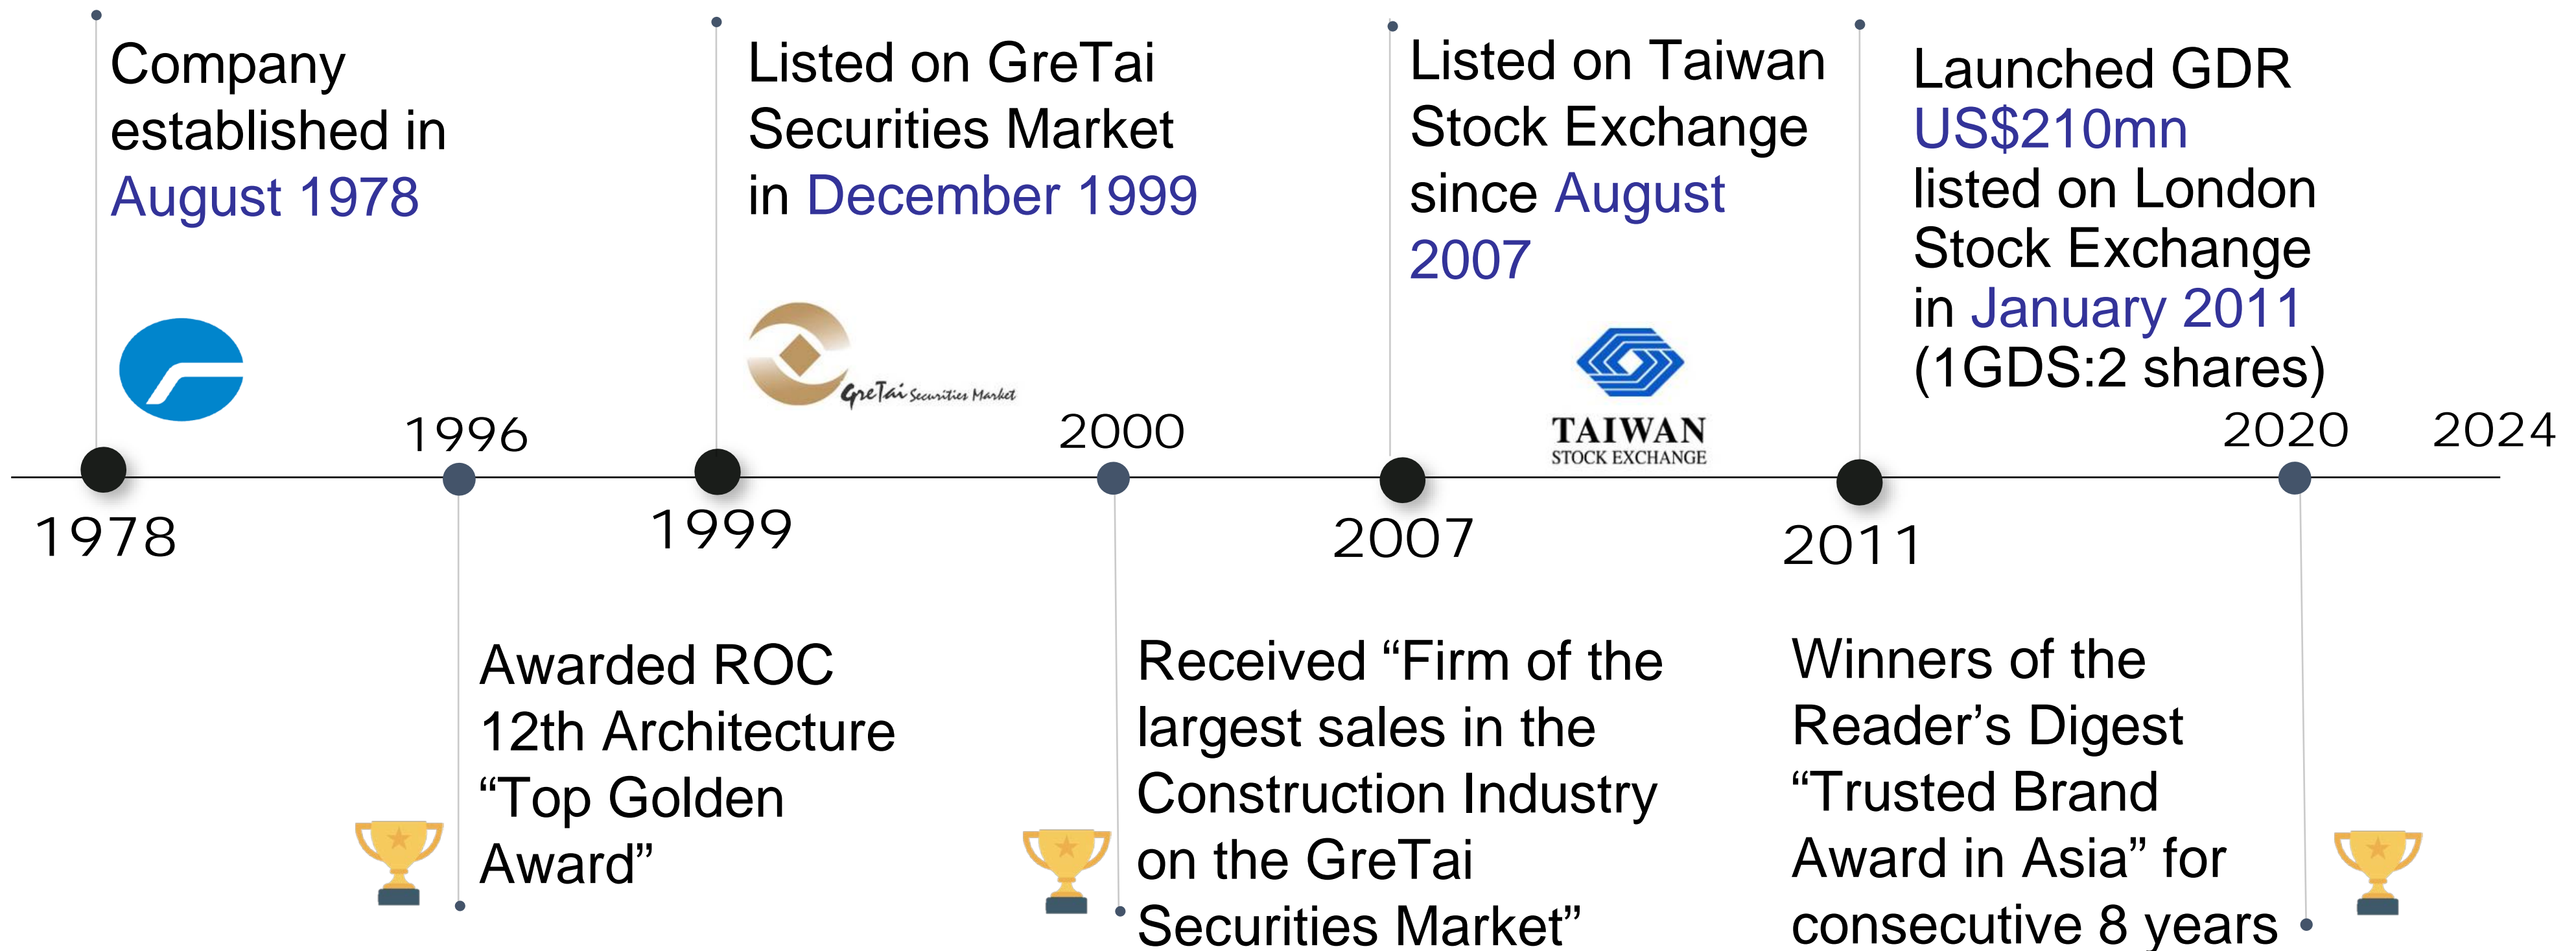 Company
established in
August 1978
Listed on GreTai
Securities Market
in December 1999
GreTai Securities Market
Listed on Taiwan
Stock Exchange
since August
2007
TAIWAN
STOCK EXCHANGE
Launched GDR
US$210mn
listed on London
Stock Exchange
in January 2011
(1GDS:2 shares)
1996
2000
2020
2024
1978
1999
2007
2011
Awarded ROC
12th Architecture
“Top Golden
Award”
Received “Firm of the
largest sales in the
Construction Industry
on the GreTai
Securities Market”
Winners of the
Reader’s Digest
“Trusted Brand
Award in Asia” for
consecutive 8 years